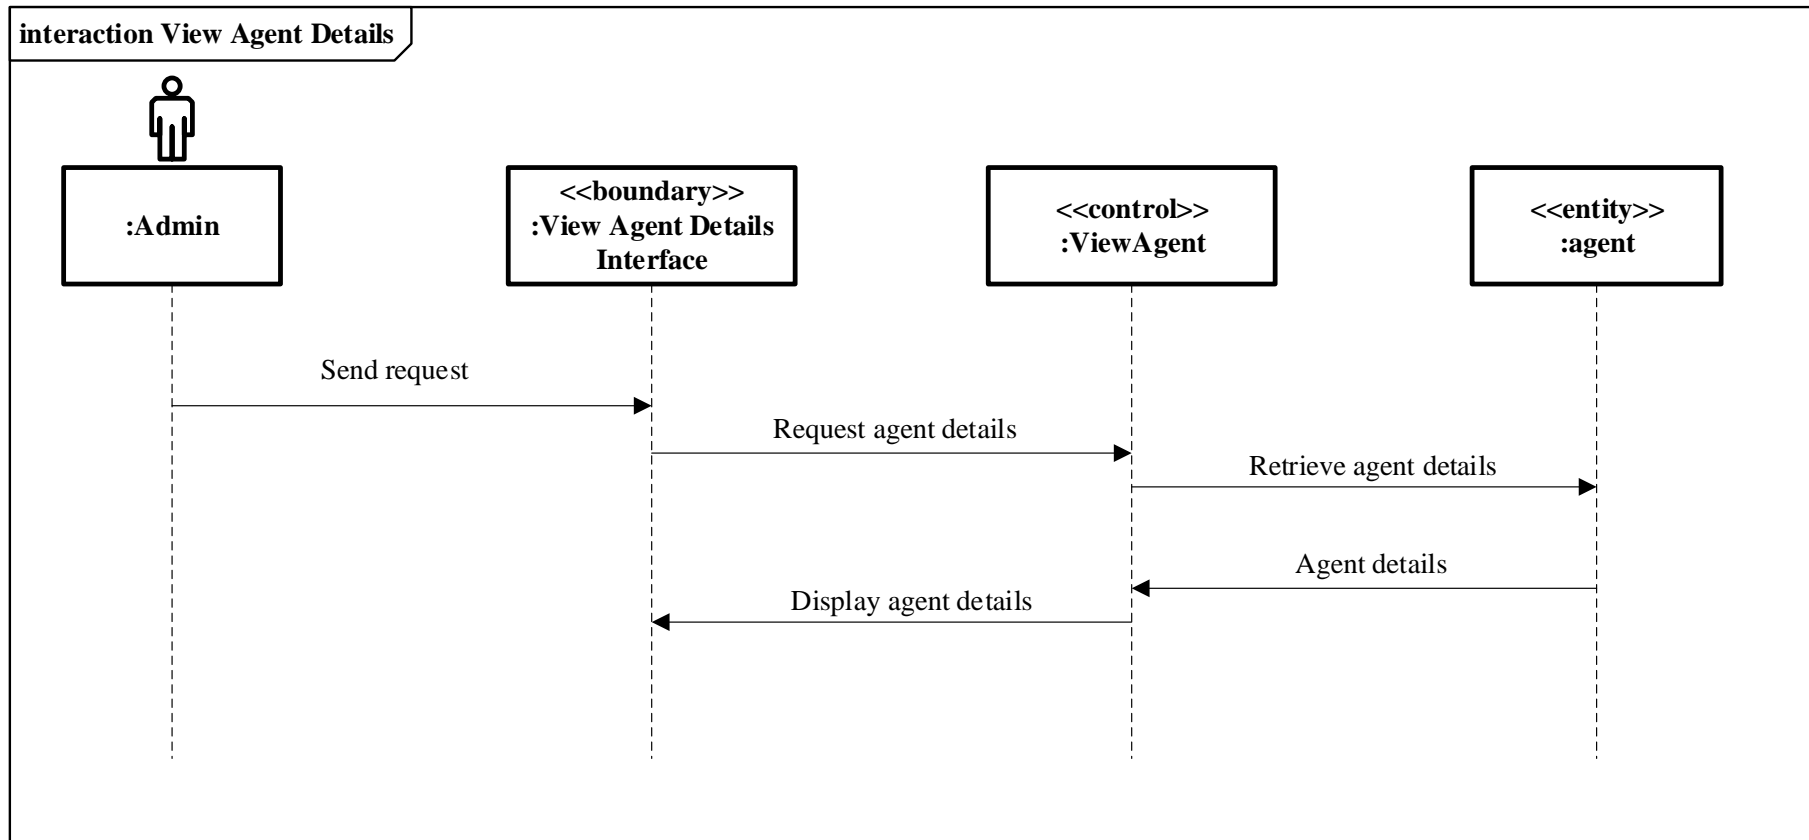 interaction View Agent Details
:Admin
<<boundary>>
:View Agent Details
Interface
<<control>>
:ViewAgent
<<entity>>
:agent
Send request
Request agent details
Retrieve agent details
Agent details
Display agent details